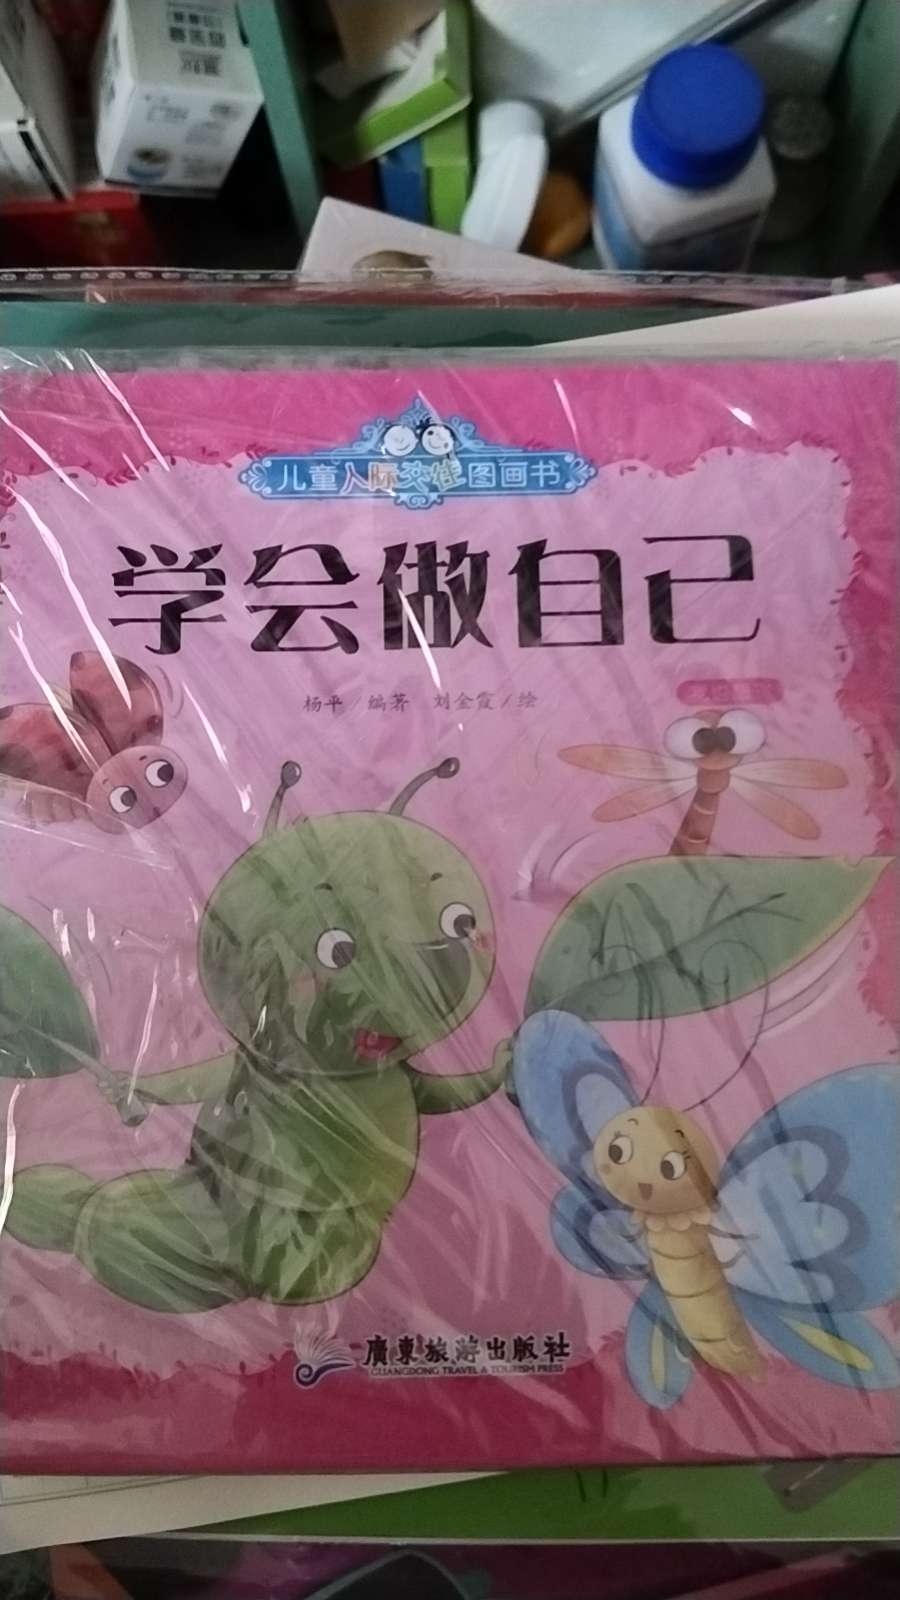 儿童人际交往图画书
学会做自己
杨平/编著 刘金霞/绘
廣東旅游出版社
GUANGDONG TRAVEL & TOURISM PRESS